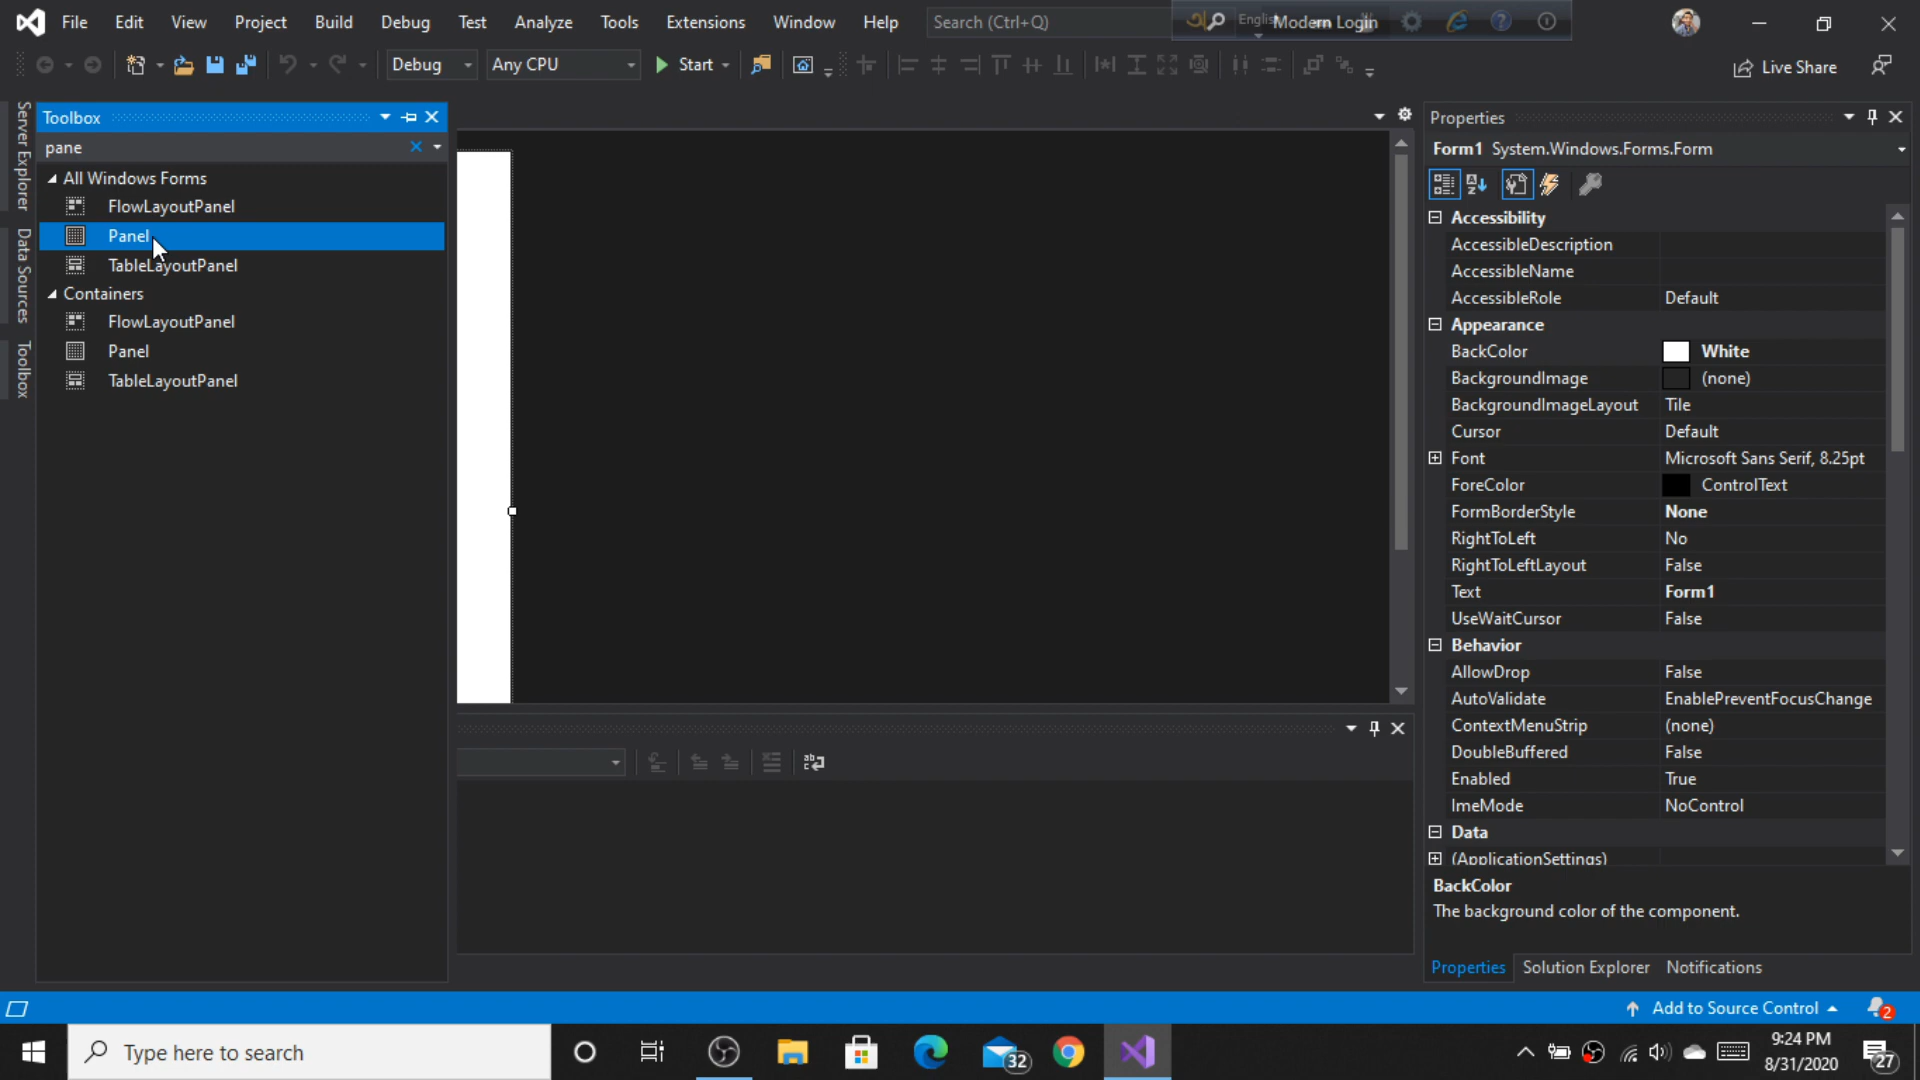 File Edit View Project Build Debug Test Analyze Tools Extensions Window Help Search (Ctrl+Q) Modern Login
Debug Any CPU Start Live Share
Server Explorer
Data Sources
Toolbox
Toolbox
pane
All Windows Forms
FlowLayoutPanel
Panel
TableLayoutPanel
Containers
FlowLayoutPanel
Panel
TableLayoutPanel
Properties
Form1 System.Windows.Forms.Form
Accessibility
AccessibleDescription
AccessibleName
AccessibleRole Default
Appearance
BackColor White
BackgroundImage (none)
BackgroundImageLayout Tile
Cursor Default
Font Microsoft Sans Serif, 8.25pt
ForeColor ControlText
FormBorderStyle None
RightToLeft No
RightToLeftLayout False
Text Form1
UseWaitCursor False
Behavior
AllowDrop False
AutoValidate EnablePreventFocusChange
ContextMenuStrip (none)
DoubleBuffered False
Enabled True
ImeMode NoControl
Data
(ApplicationSettings)
BackColor
The background color of the component.
Properties Solution Explorer Notifications
Add to Source Control 2
Type here to search
32
9:24 PM
8/31/2020
27